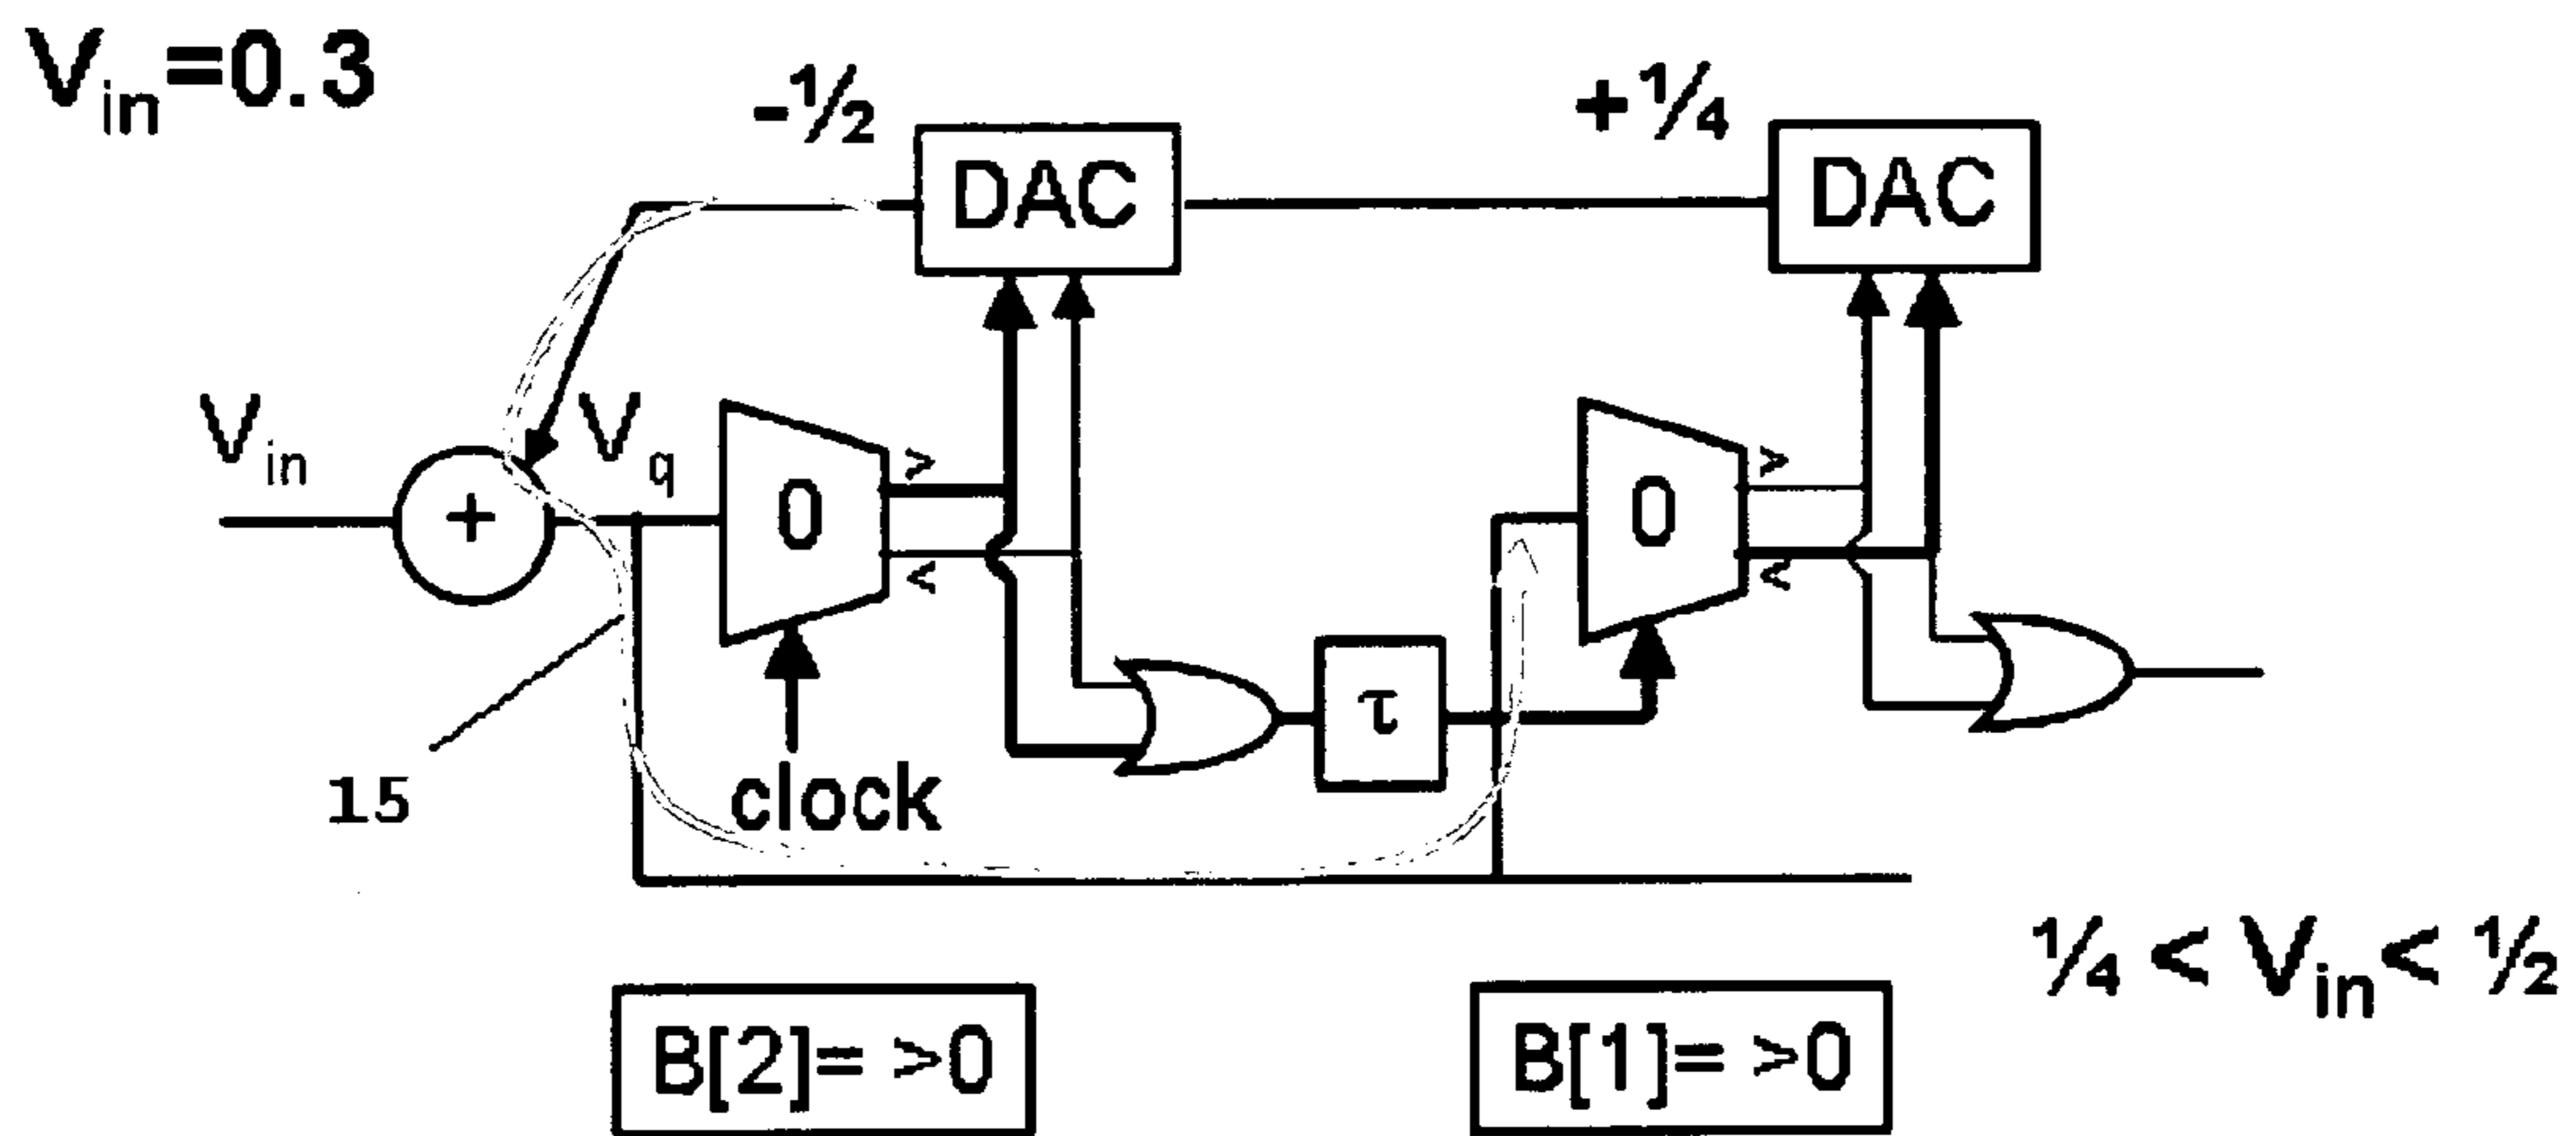 V_in=0.3
-½
+¼
DAC
DAC
V_in
V_q
+
0
>
<
0
>
<
τ
15
clock
¼ < V_in < ½
B[2]= >0
B[1]= >0